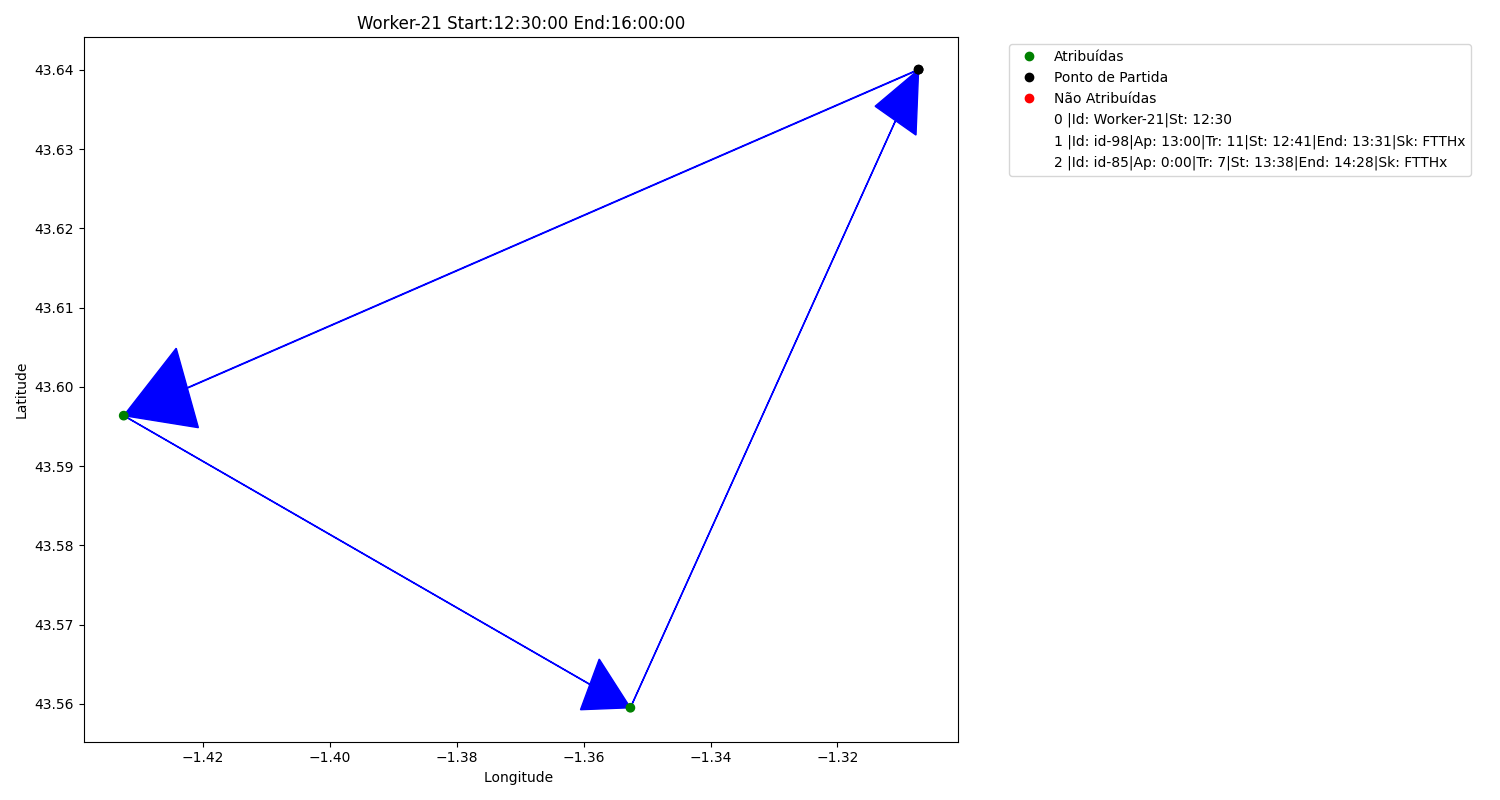 Worker-21 Start:12:30:00 End:16:00:00
43.64
43.63
43.62
43.61
43.60
43.59
43.58
43.57
43.56
Latitude
−1.42
−1.40
−1.38
−1.36
−1.34
−1.32
Longitude
Atribuídas
Ponto de Partida
Não Atribuídas
0 |Id: Worker-21|St: 12:30
1 |Id: id-98|Ap: 13:00|Tr: 11|St: 12:41|End: 13:31|Sk: FTTHx
2 |Id: id-85|Ap: 0:00|Tr: 7|St: 13:38|End: 14:28|Sk: FTTHx